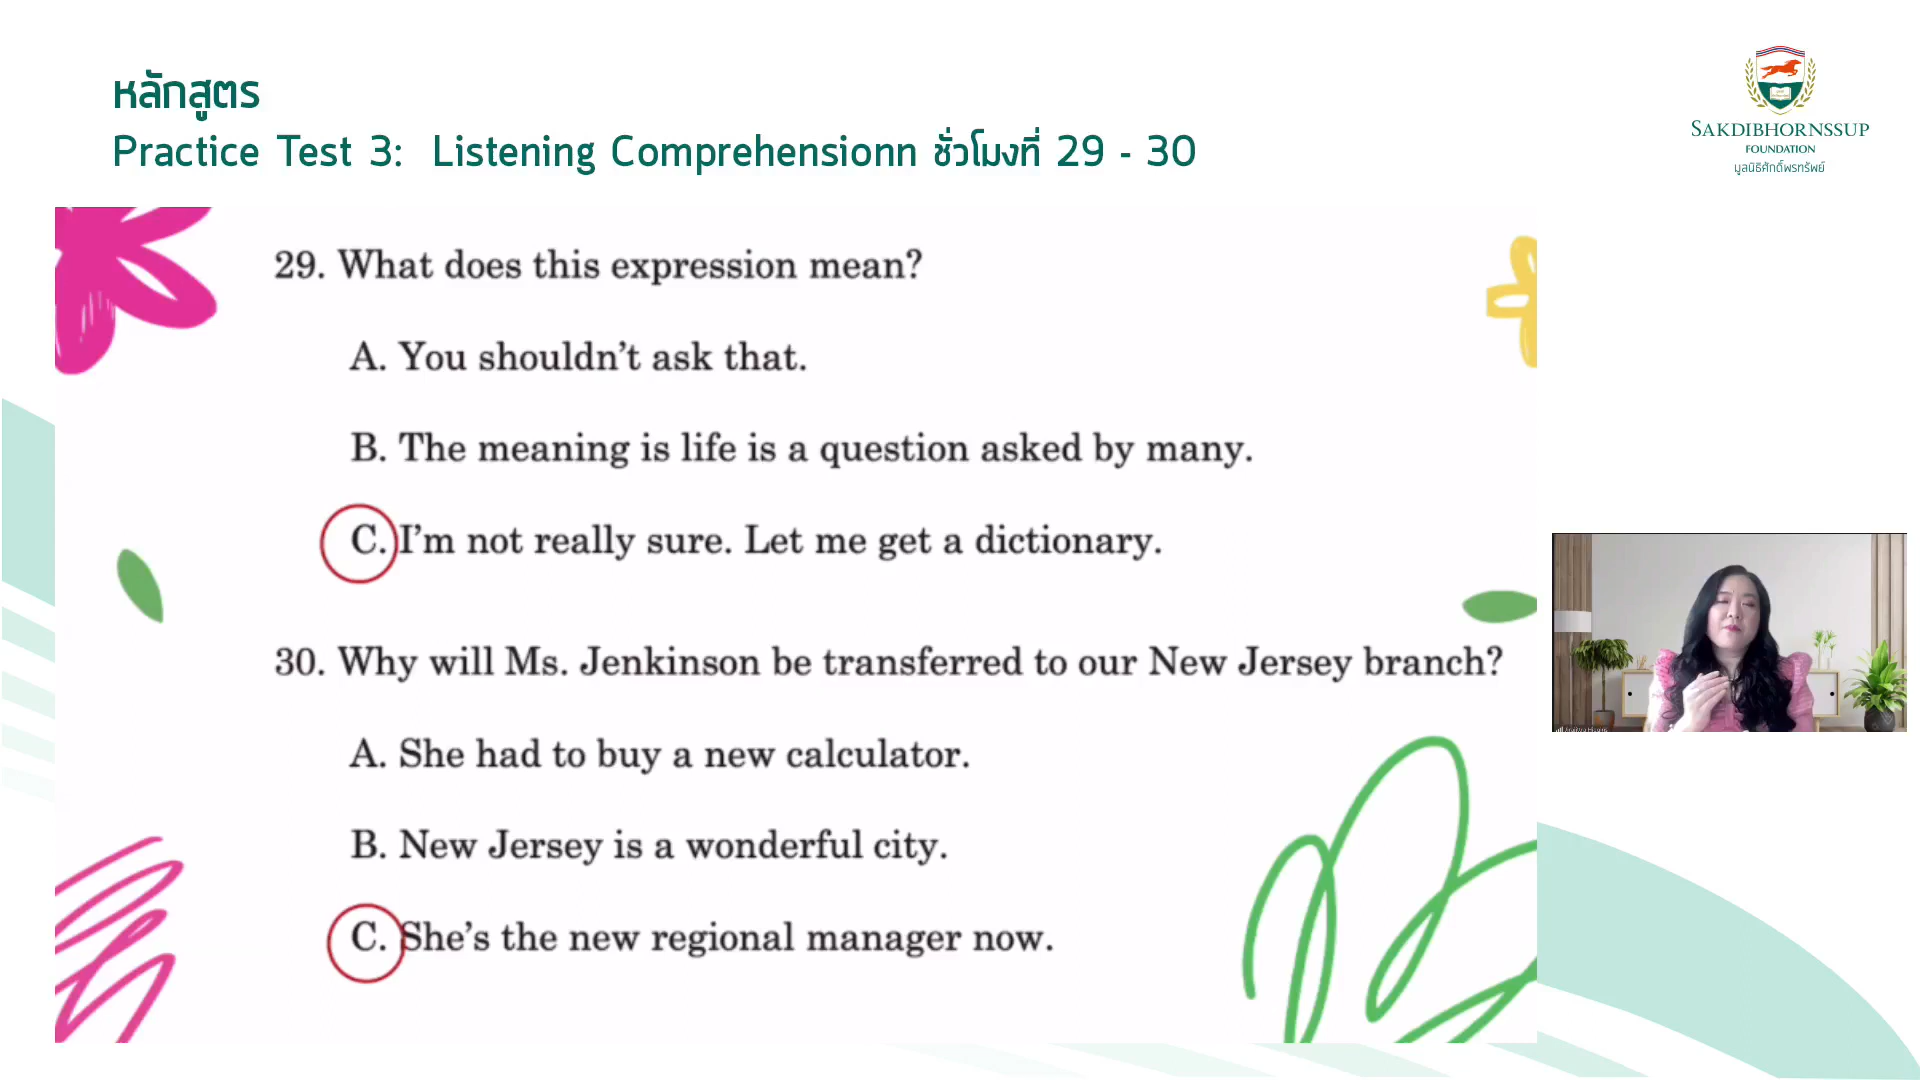 หลักสูตร
Practice Test 3: Listening Comprehensionn ชั่วโมงที่ 29 - 30
SAKDIBHORNSSUP
FOUNDATION
มูลนิธิศักดิ์พรทรัพย์
29. What does this expression mean?
A. You shouldn't ask that.
B. The meaning is life is a question asked by many.
C. I'm not really sure. Let me get a dictionary.
30. Why will Ms. Jenkinson be transferred to our New Jersey branch?
A. She had to buy a new calculator.
B. New Jersey is a wonderful city.
C. She's the new regional manager now.